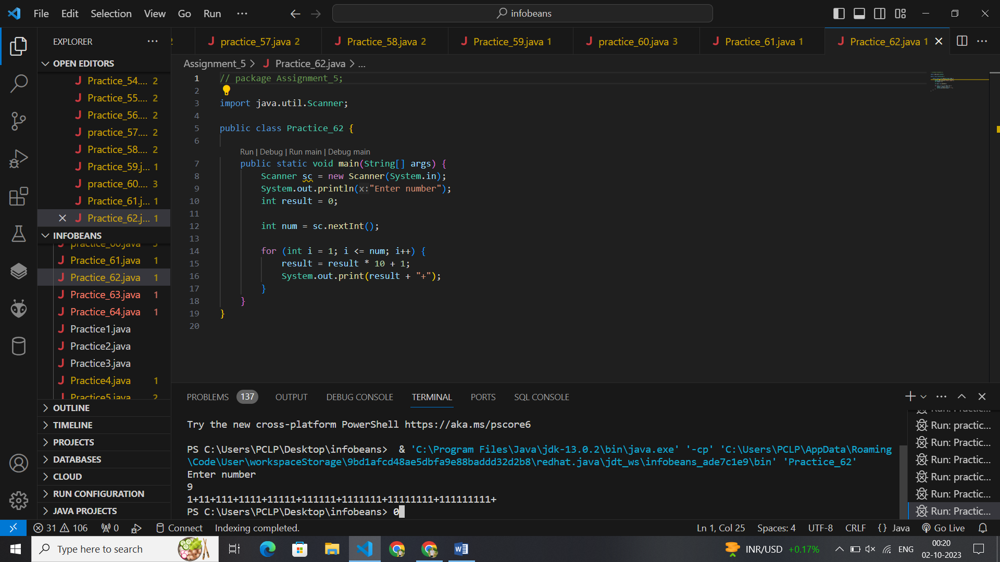 File Edit Selection View Go Run ··· infobeans
EXPLORER ···
2 practice_57.java 2 Practice_58.java 2 Practice_59.java 1 practice_60.java 3 Practice_61.java 1 Practice_62.java 1 ···
OPEN EDITORS
Practice_54.... 2
Practice_55.... 2
Practice_56.... 2
practice_57.... 2
Practice_58.... 2
Practice_59.j... 1
practice_60.... 3
Practice_61.j... 1
Practice_62.j... 1
INFOBEANS
practice_60.java 3
Practice_61.java 1
Practice_62.java 1
Practice_63.java 1
Practice_64.java 1
Practice1.java
Practice2.java
Practice3.java
Practice4.java 1
Practice5.java 2
OUTLINE
TIMELINE
PROJECTS
DATABASES
CLOUD
RUN CONFIGURATION
JAVA PROJECTS
Assignment_5 > Practice_62.java > ...
1 // package Assignment_5;
2
3 import java.util.Scanner;
4
5 public class Practice_62 {
6
Run | Debug | Run main | Debug main
7 public static void main(String[] args) {
8 Scanner sc = new Scanner(System.in);
9 System.out.println(x:"Enter number");
10 int result = 0;
11
12 int num = sc.nextInt();
13
14 for (int i = 1; i <= num; i++) {
15 result = result * 10 + 1;
16 System.out.print(result + "+");
17 }
18 }
19 }
20
PROBLEMS 137 OUTPUT DEBUG CONSOLE TERMINAL PORTS SQL CONSOLE
Try the new cross-platform PowerShell https://aka.ms/pscore6
PS C:\Users\PCLP\Desktop\infobeans> & 'C:\Program Files\Java\jdk-13.0.2\bin\java.exe' '-cp' 'C:\Users\PCLP\AppData\Roaming
\Code\User\workspaceStorage\9bd1afcd48ae5dbfa9e88baddd32d2b8\redhat.java\jdt_ws\infobeans_ade7c1e9\bin' 'Practice_62'
Enter number
9
1+11+111+1111+11111+111111+1111111+11111111+111111111+
PS C:\Users\PCLP\Desktop\infobeans> 0
Run: Practic...
Run: practic...
Run: Practic...
Run: Practic...
Run: practic...
Run: Practic...
Run: Practic...
31 106 0 Connect Indexing completed. Ln 1, Col 25 Spaces: 4 UTF-8 CRLF {} Java Go Live
Type here to search INR/USD +0.17% ENG 00:20
02-10-2023